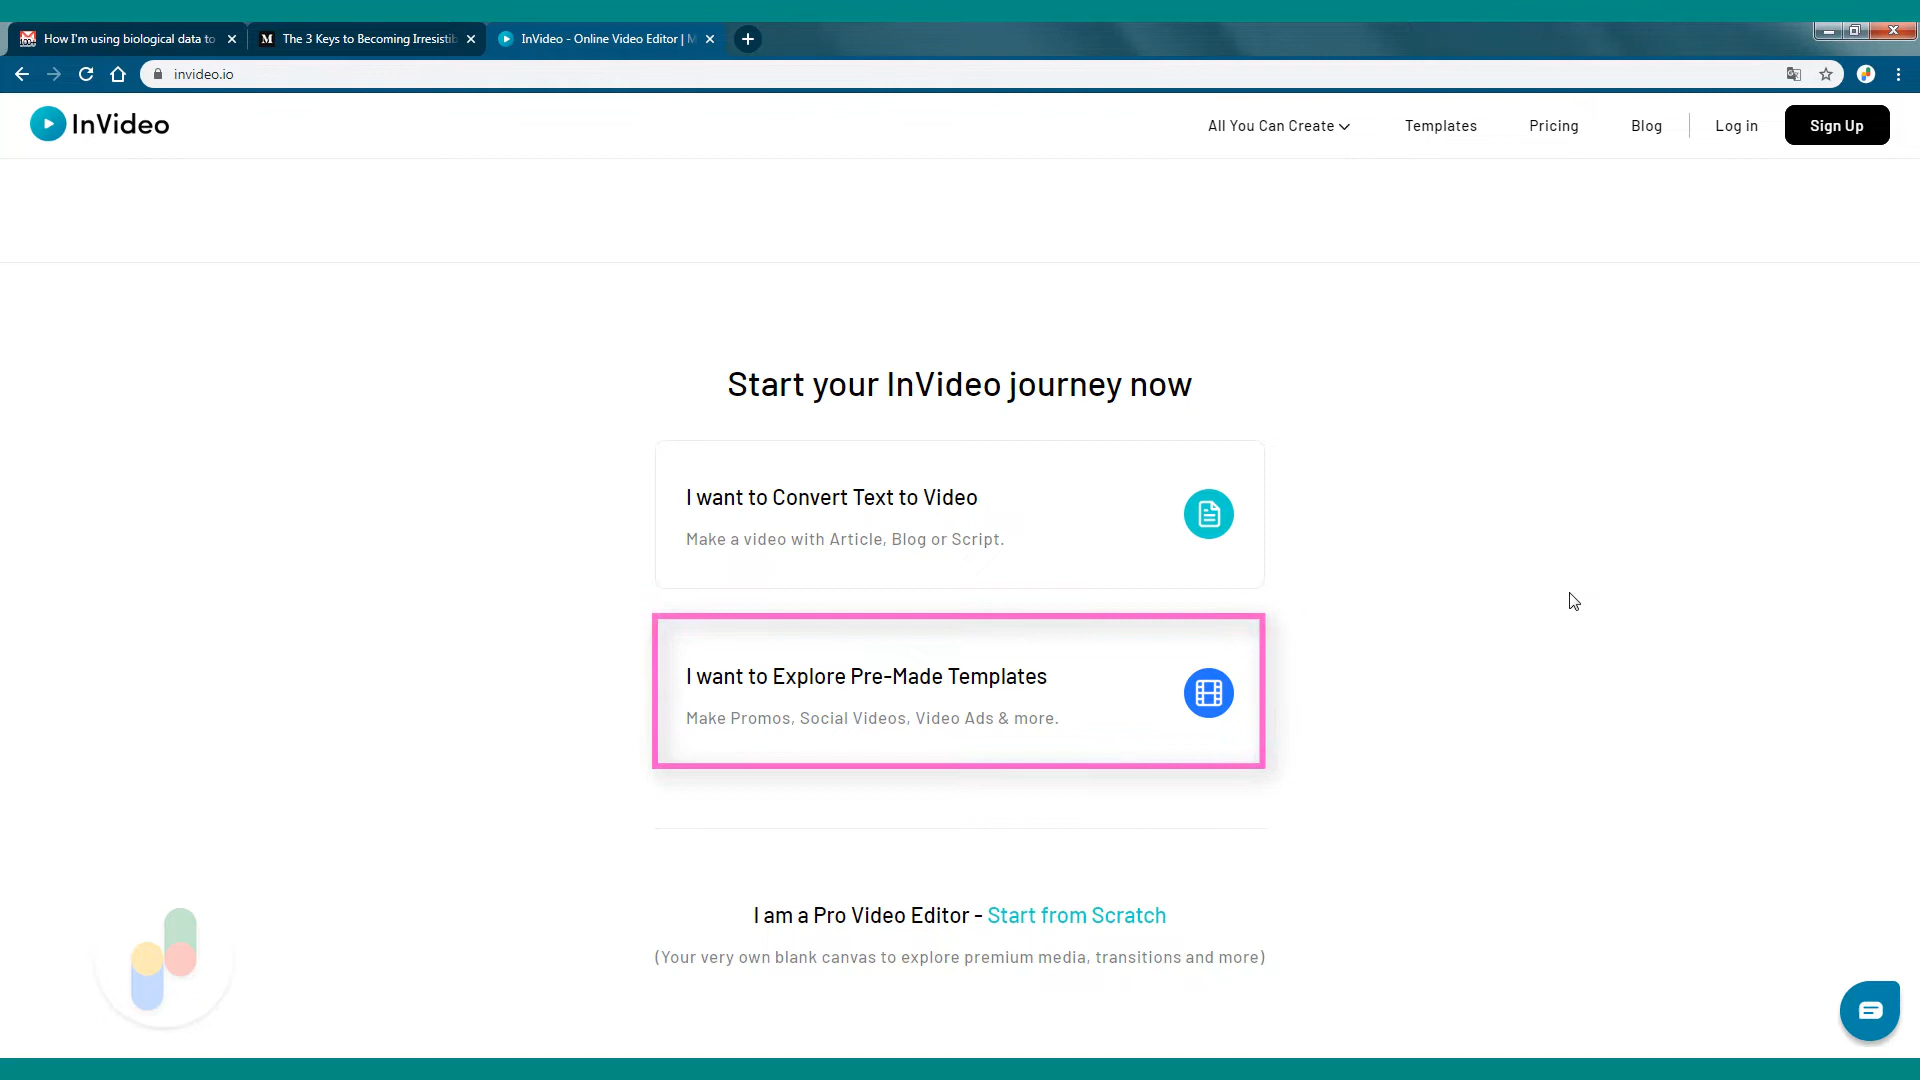 How I'm using biological data to
The 3 Keys to Becoming Irresistib
InVideo - Online Video Editor | M
invideo.io
InVideo
All You Can Create
Templates
Pricing
Blog
Log in
Sign Up
Start your InVideo journey now
I want to Convert Text to Video
Make a video with Article, Blog or Script.
I want to Explore Pre-Made Templates
Make Promos, Social Videos, Video Ads & more.
I am a Pro Video Editor - Start from Scratch
(Your very own blank canvas to explore premium media, transitions and more)